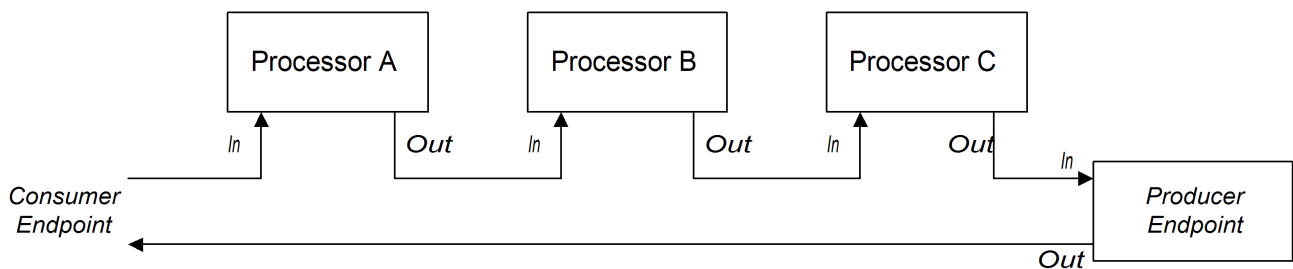 Processor A
Processor B
Processor C
In
Out
In
Out
In
Out
In
Consumer
Endpoint
Producer
Endpoint
Out